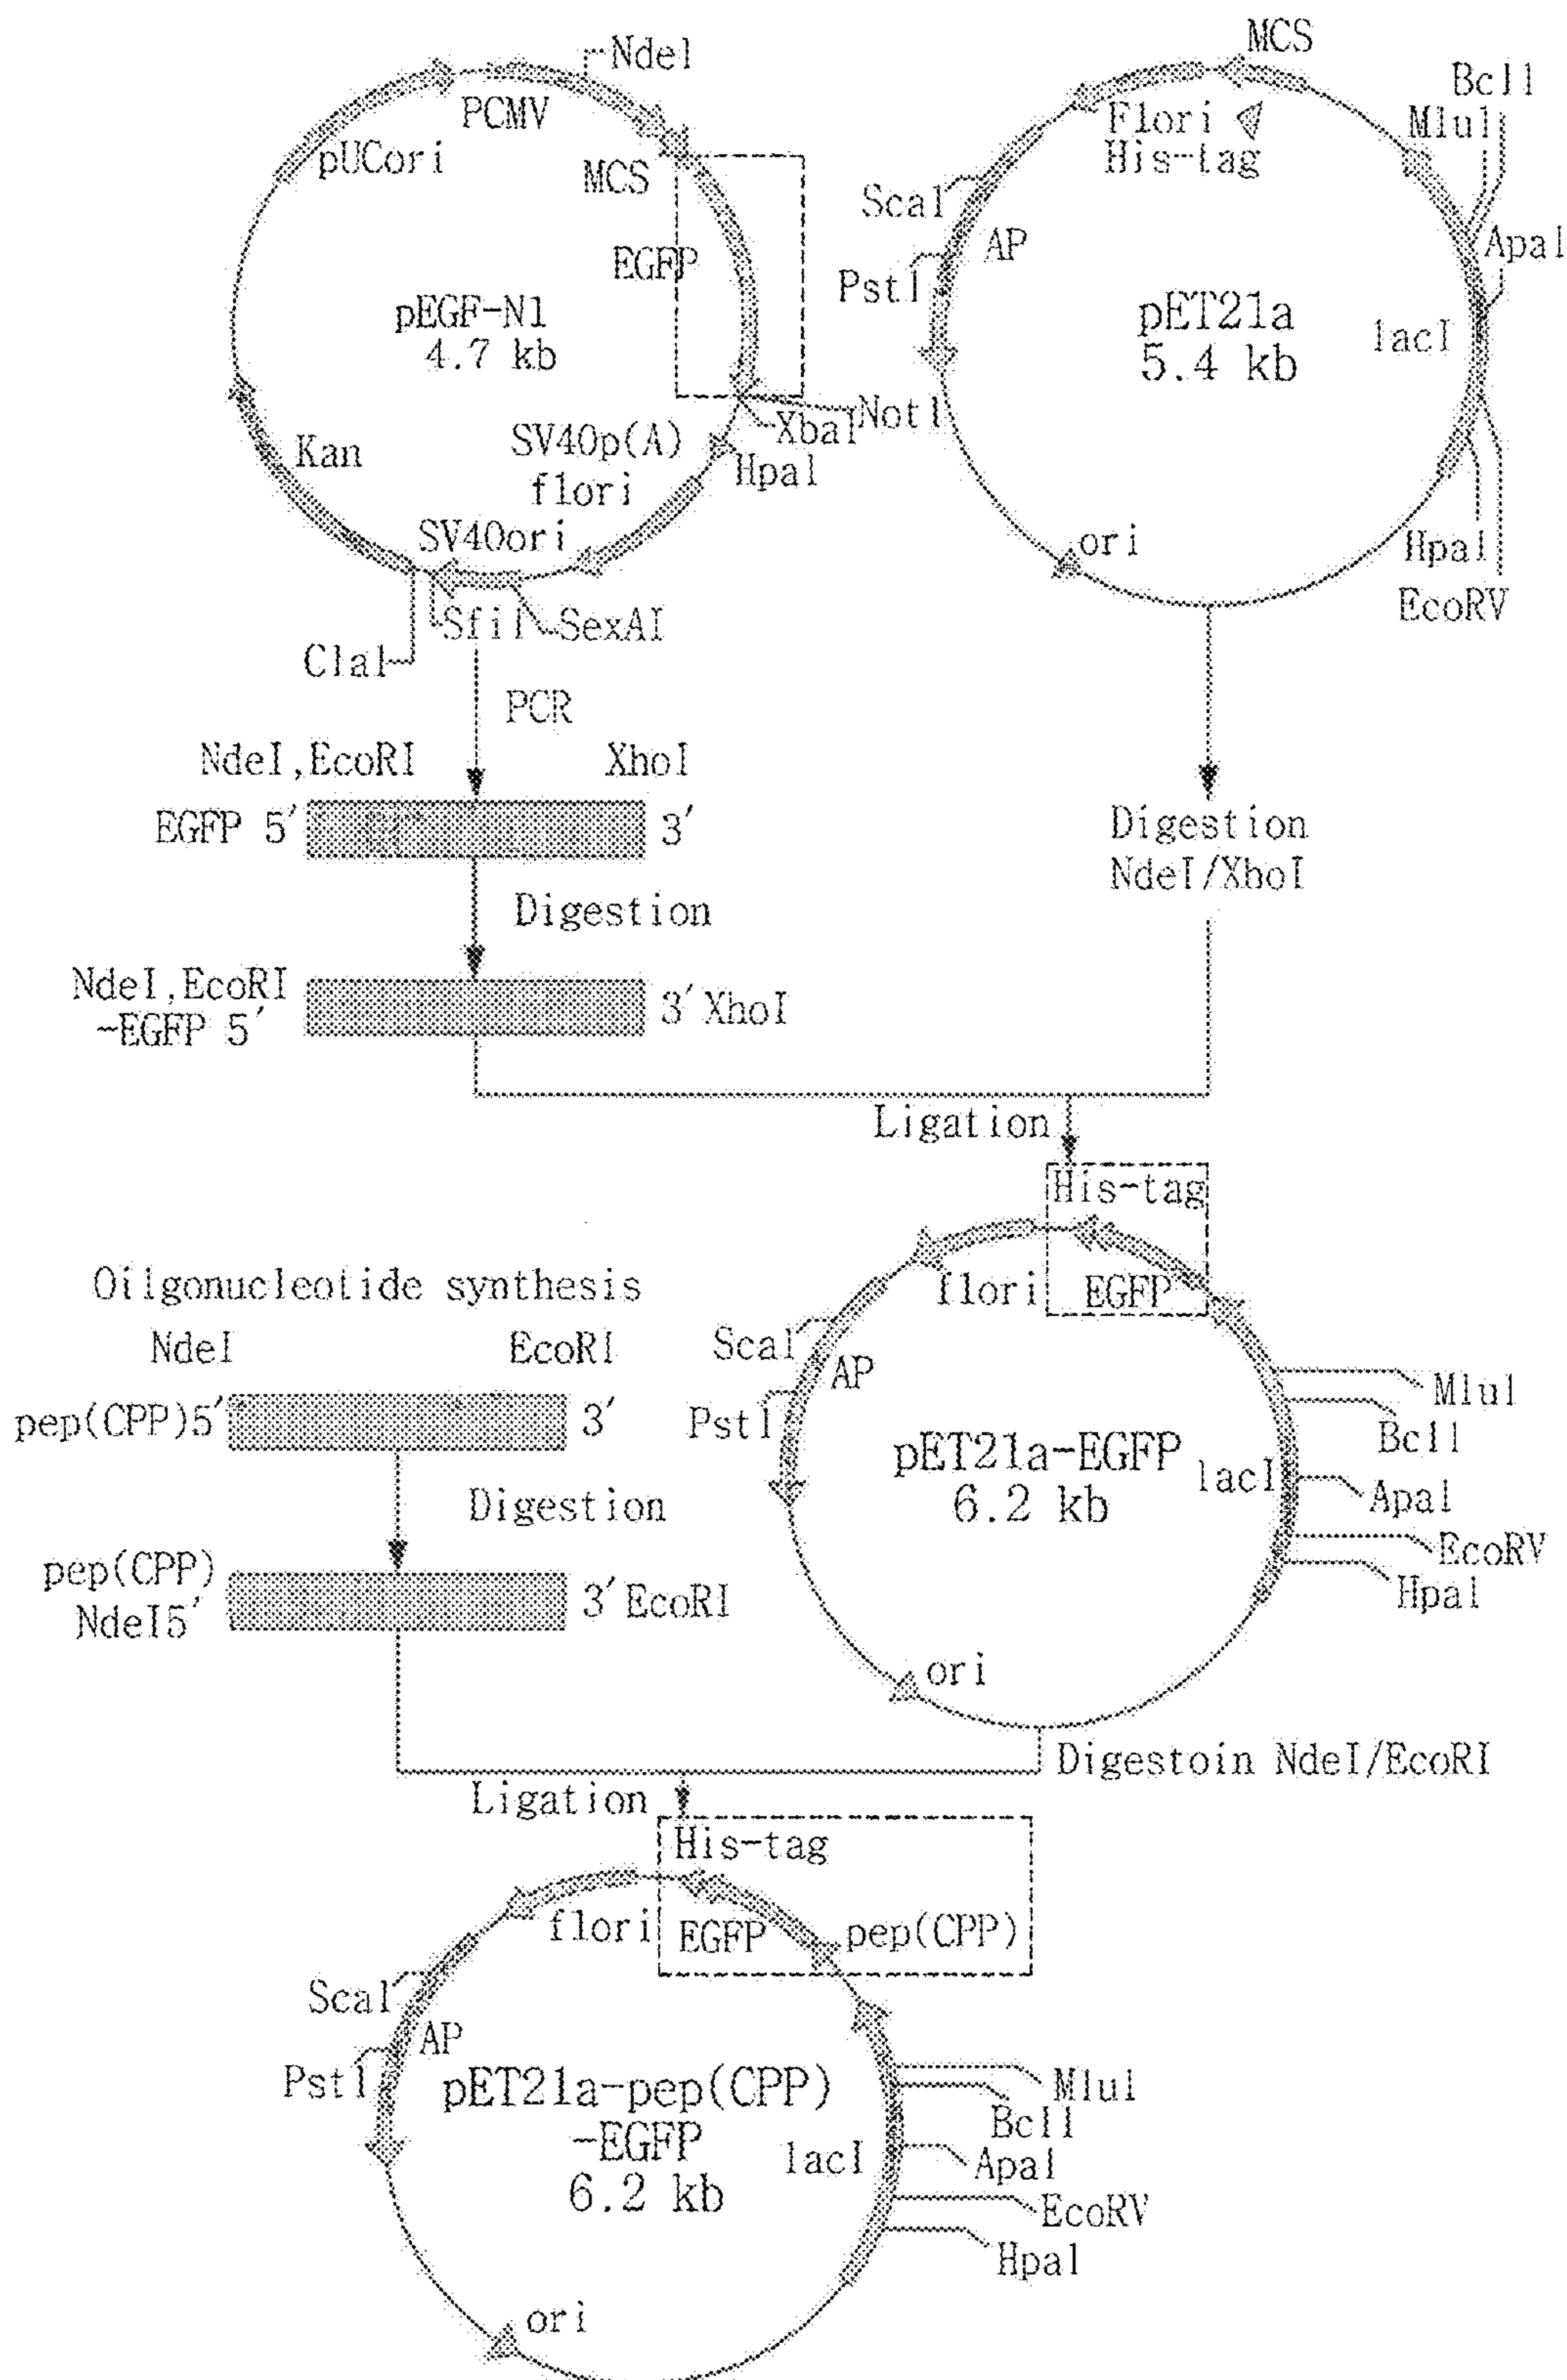 NdeI
PCMV
pUCori
MCS
EGFP
pEGF-N1
4.7 kb
NotI
XbaI
SV40p(A)
HpaI
flori
Kan
SV40ori
SfiI
SexAI
ClaI
MCS
BclI
MluI
Flori
His-tag
ScaI
AP
ApaI
PstI
pET21a
5.4 kb
lacI
HpaI
ori
EcoRV
PCR
NdeI,EcoRI
XhoI
EGFP 5′
3′
Digestion
NdeI/XhoI
Digestion
NdeI,EcoRI
~EGFP 5′
3′XhoI
Ligation
His-tag
flori
EGFP
ScaI
AP
PstI
MluI
BclI
pET21a-EGFP
6.2 kb
lacI
ApaI
EcoRV
HpaI
ori
Oilgonucleotide synthesis
NdeI
EcoRI
pep(CPP)5′
3′
Digestion
pep(CPP)
NdeI5′
3′EcoRI
Digestoin NdeI/EcoRI
Ligation
His-tag
flori
EGFP
pep(CPP)
ScaI
AP
PstI
pET21a-pep(CPP)
-EGFP
6.2 kb
MluI
BclI
lacI
ApaI
EcoRV
HpaI
ori